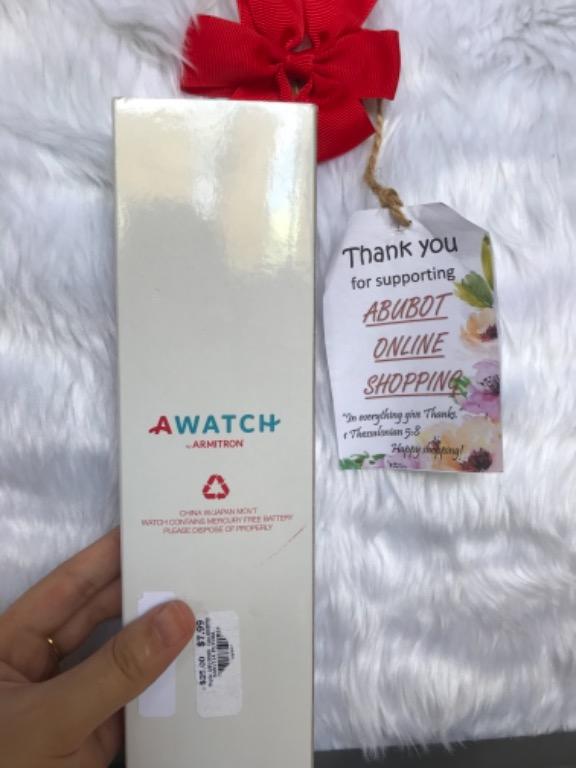 Thank you
for supporting
ABUBOT
ONLINE
SHOPPING
"In everything give Thanks.
1 Thessalonian 5:8
Happy shopping!
AWATCH
by ARMITRON
CHINA W/JAPAN MOV'T
WATCH CONTAINS MERCURY FREE BATTERY
PLEASE DISPOSE OF PROPERLY
$25.00 $7.99